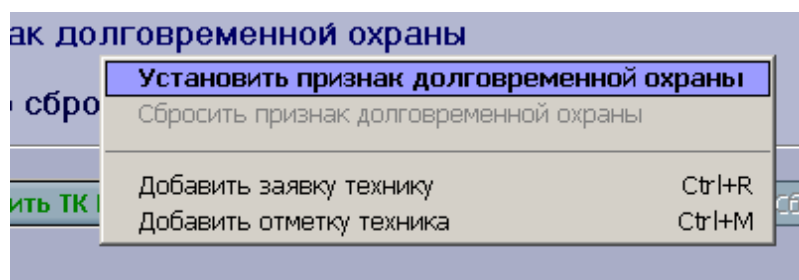 ак долговременной охраны
Установить признак долговременной охраны
сбро
Сбросить признак долговременной охраны
Добавить заявку технику Ctrl+R
ить ТК
Добавить отметку техника Ctrl+M